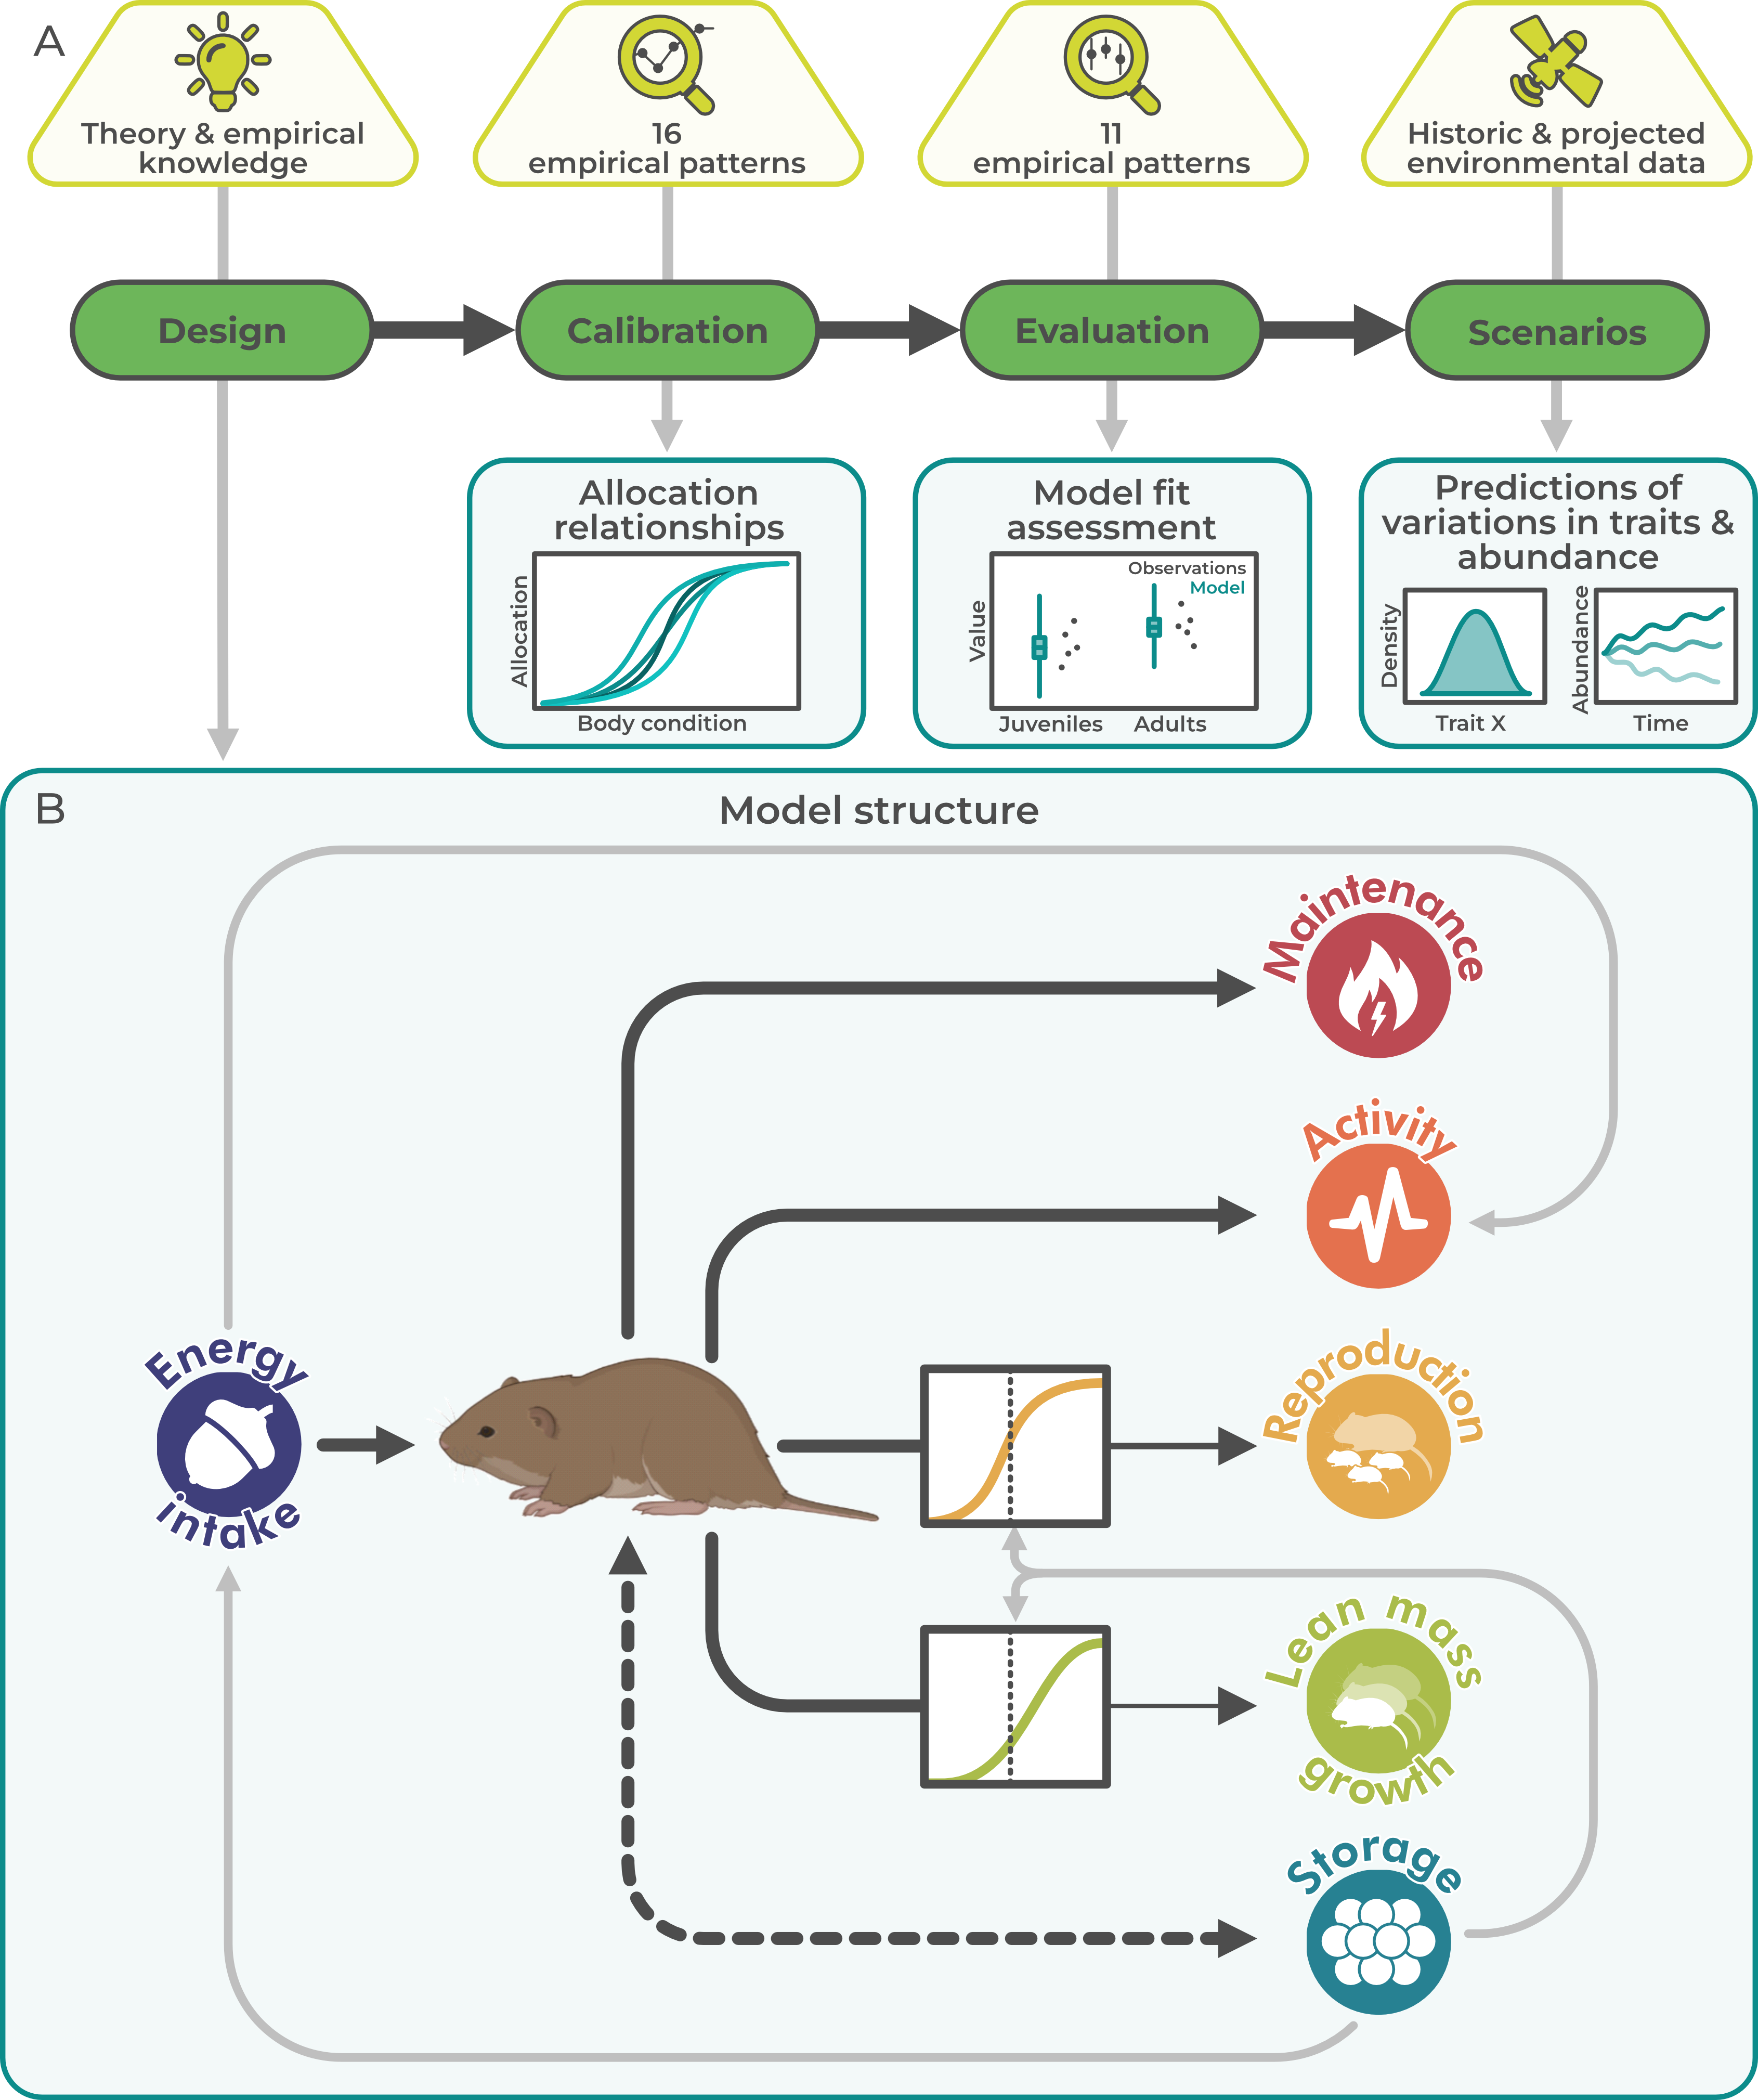 A
Theory & empirical
knowledge
16
empirical patterns
11
empirical patterns
Historic & projected
environmental data
Design
Calibration
Evaluation
Scenarios
Allocation
relationships
Allocation
Body condition
Model fit
assessment
Observations
Model
Value
Juveniles
Adults
Predictions of
variations in traits &
abundance
Density
Trait X
Abundance
Time
B
Model structure
Maintenance
Activity
Energy
intake
Reproduction
Lean mass
growth
Storage